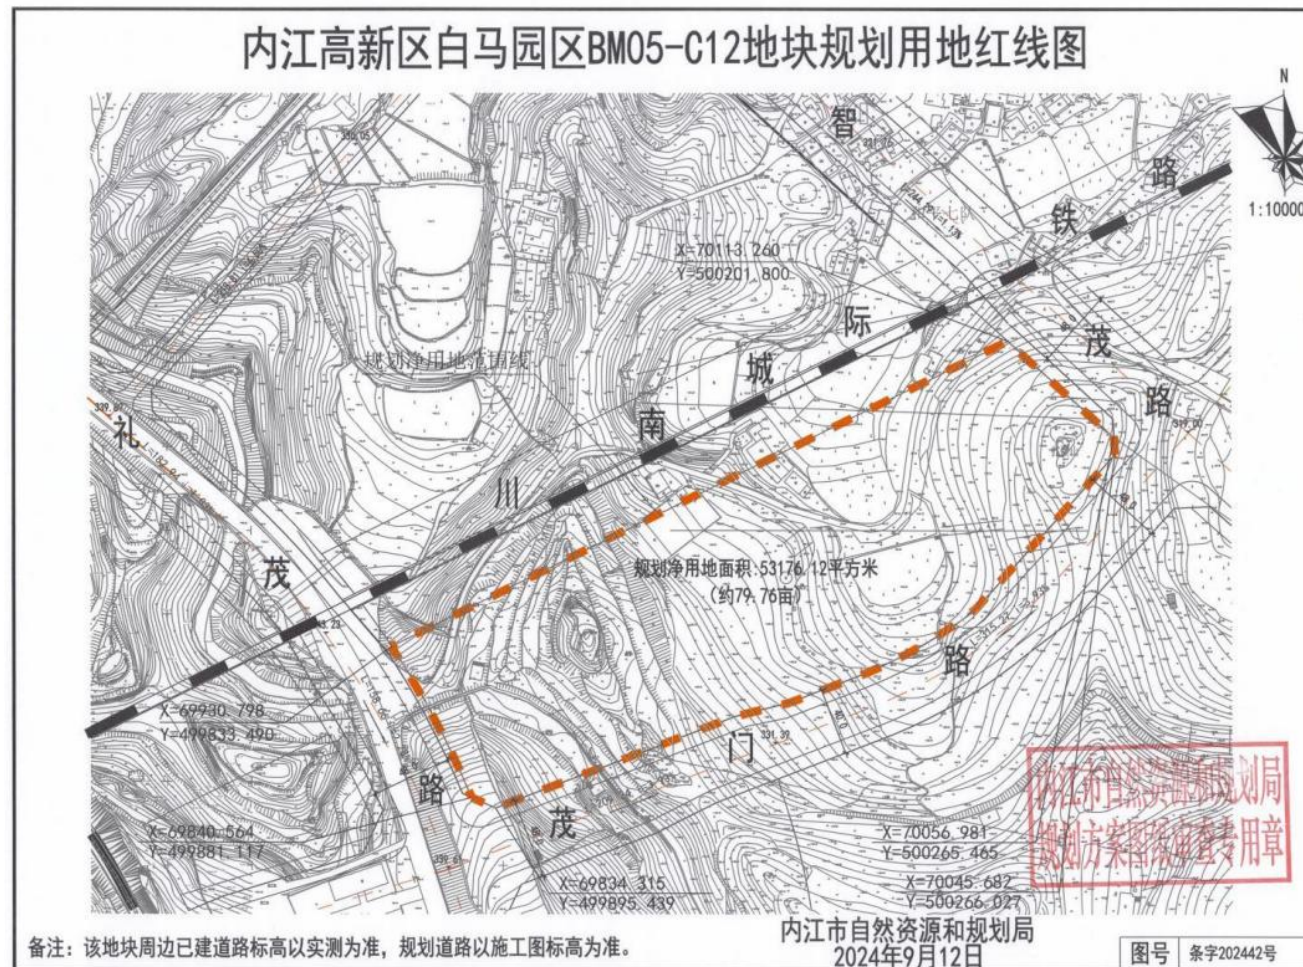 内江高新区白马园区BM05-C12地块规划用地红线图
N
1:10000
智
路
铁
际
城
南
川
茂
路
X=70113.260
Y=500201.800
规划净用地范围线
礼
茂
路
规划净用地面积:53176.12平方米
(约79.76亩)
路
门
茂
331.39
40.0
319.00
339.61
X=69930.798
Y=499833.490
X=69840.564
Y=499881.117
X=69834.315
Y=499895.439
X=70056.981
Y=500265.465
X=70045.682
Y=500266.027
内江市自然资源和规划局
规划方案图纸审查专用章
备注：该地块周边已建道路标高以实测为准，规划道路以施工图标高为准。
内江市自然资源和规划局
2024年9月12日
图号 条字202442号